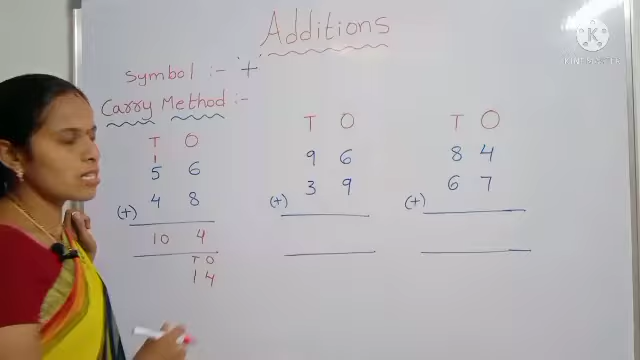 Additions
Symbol :- '+'
Carry Method :-
T O
1
5 6
4 8
(+)
10 4
T O
1 4
T O
9 6
3 9
(+)
T O
8 4
6 7
(+)
K
KINEMASTER